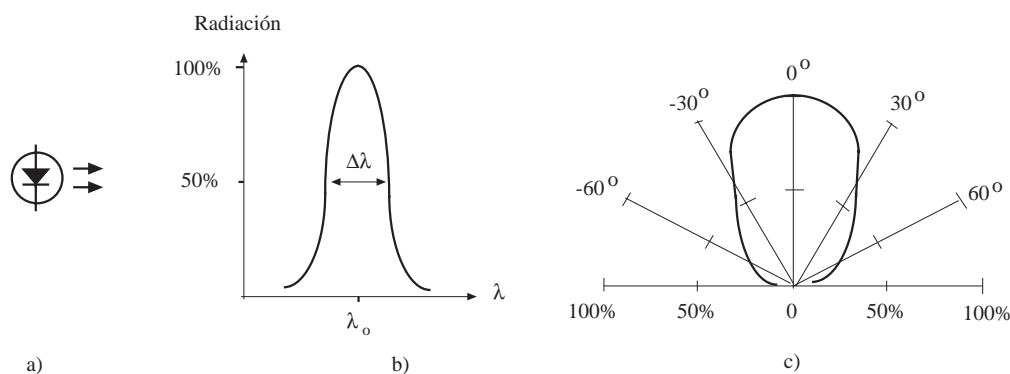 Radiación
100%
50%
Δλ
λ
λo
a)
b)
0o
-30o
30o
-60o
60o
100%
50%
0
50%
100%
c)